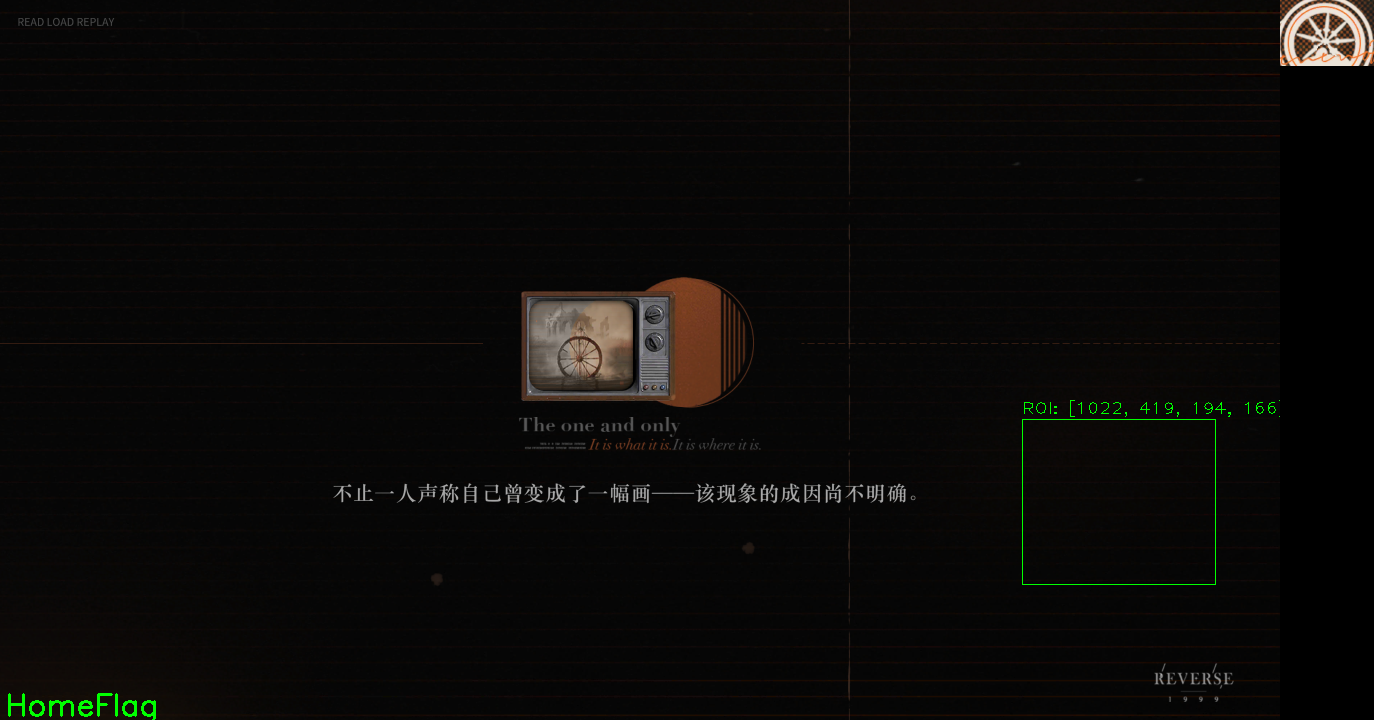 READ LOAD REPLAY
ROI: [1022, 419, 194, 166]
The one and only
It is what it is.It is where it is.
不止一人声称自己曾变成了一幅画——该现象的成因尚不明确。
REVERSE
1 9 9 9
HomeFlag